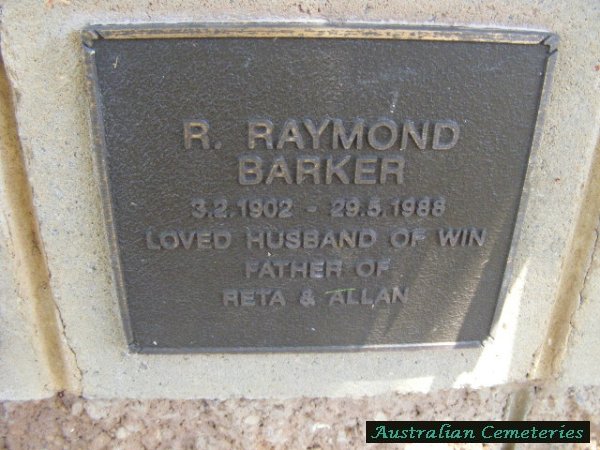 R. RAYMOND
BARKER
3.2.1902 - 29.5.1988
LOVED HUSBAND OF WIN
FATHER OF
RETA & ALLAN
Australian Cemeteries